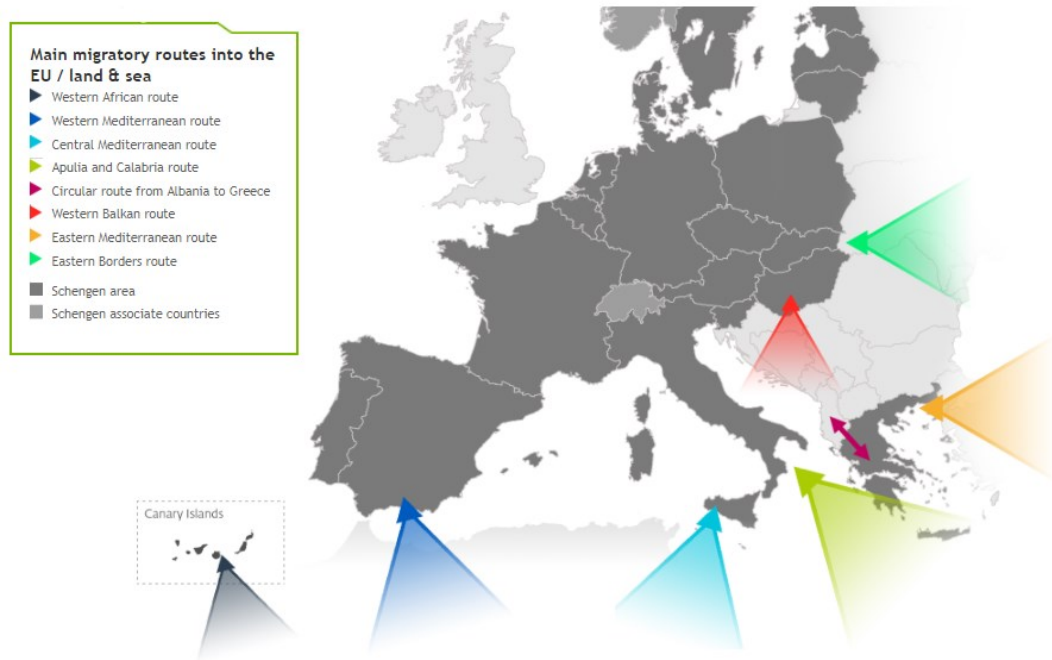 Main migratory routes into the
EU / land & sea
Western African route
Western Mediterranean route
Central Mediterranean route
Apulia and Calabria route
Circular route from Albania to Greece
Western Balkan route
Eastern Mediterranean route
Eastern Borders route
Schengen area
Schengen associate countries
Canary Islands